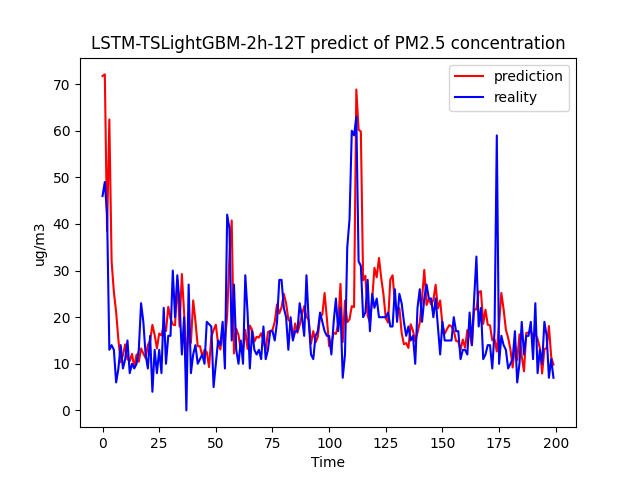 LSTM-TSLightGBM-2h-12T predict of PM2.5 concentration
prediction
reality
70
60
50
40
30
20
10
0
ug/m3
0 25 50 75 100 125 150 175 200
Time